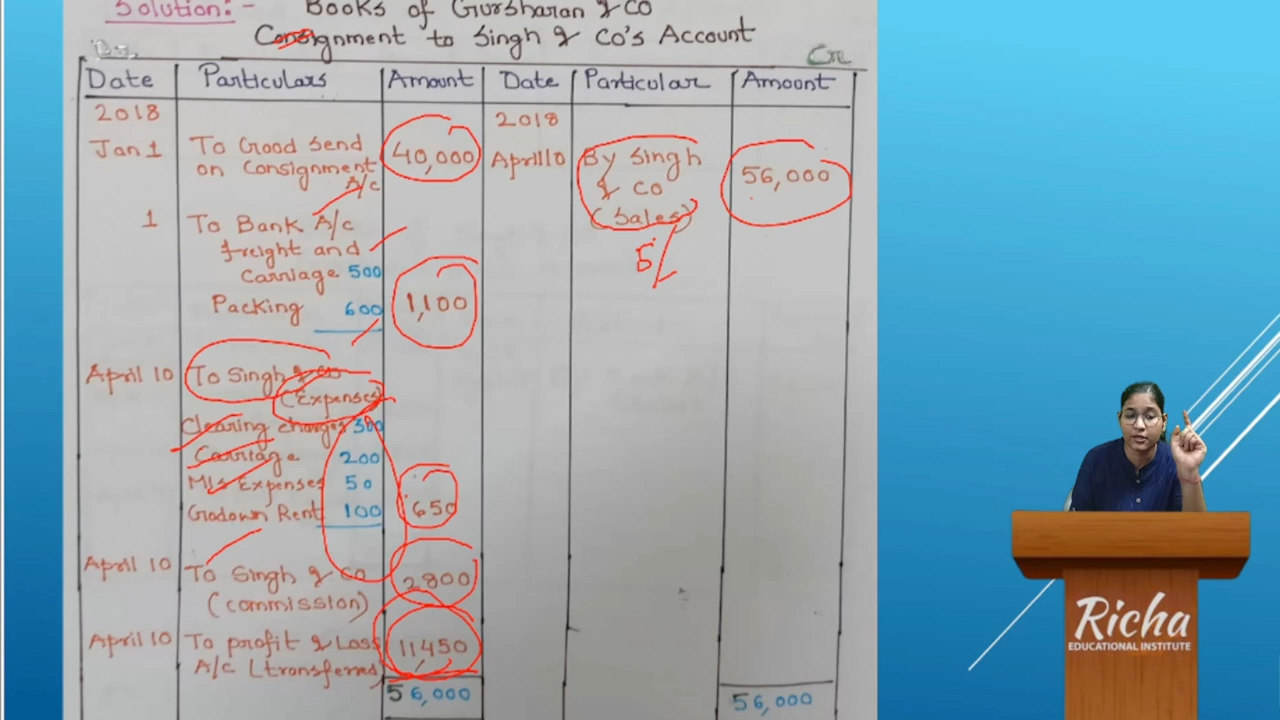 Solution:-
Books of Gursharan & Co
Consignment to Singh & Co's Account
Dr.
Cr.
Date Particulars Amount Date Particular Amount
2018 2018
Jan 1 To Good Send 40,000 April 10 By Singh 56,000
on Consignment & Co
A/c (Sales)
1 To Bank A/c 5/
freight and
Carriage 500
Packing 600 1,100
April 10 To Singh & Co
(Expenses)
Clearing charges 300
Carriage 200
Mis Expenses 50
Godown Rent 100 650
April 10 To Singh & Co 2800
(commission)
April 10 To profit & Loss 11450
A/C (transferred)
56,000 56,000
Richa
EDUCATIONAL INSTITUTE